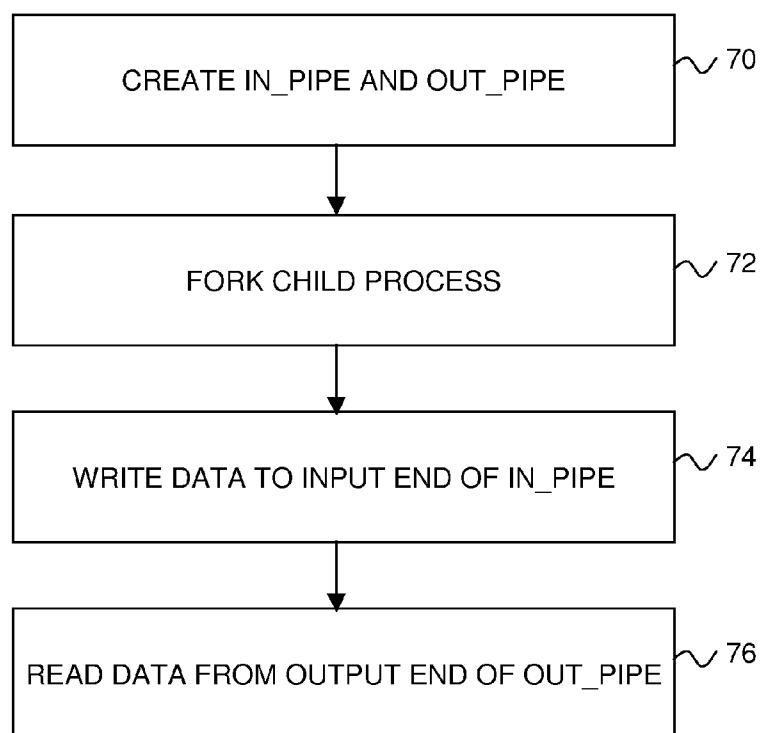 CREATE IN_PIPE AND OUT_PIPE
70
FORK CHILD PROCESS
72
WRITE DATA TO INPUT END OF IN_PIPE
74
READ DATA FROM OUTPUT END OF OUT_PIPE
76